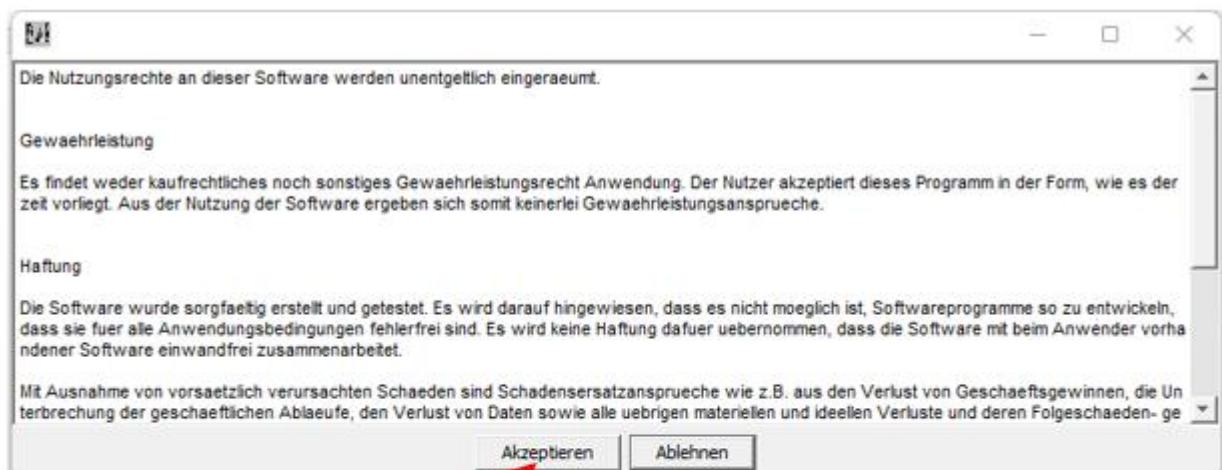 Die Nutzungsrechte an dieser Software werden unentgeltlich eingeraeumt.
Gewaehrleistung
Es findet weder kaufrechtliches noch sonstiges Gewaehrleistungsrecht Anwendung. Der Nutzer akzeptiert dieses Programm in der Form, wie es der
zeit vorliegt. Aus der Nutzung der Software ergeben sich somit keinerlei Gewaehrleistungsansprueche.
Haftung
Die Software wurde sorgfaeltig erstellt und getestet. Es wird darauf hingewiesen, dass es nicht moeglich ist, Softwareprogramme so zu entwickeln,
dass sie fuer alle Anwendungsbedingungen fehlerfrei sind. Es wird keine Haftung dafuer uebernommen, dass die Software mit beim Anwender vorha
ndener Software einwandfrei zusammenarbeitet.
Mit Ausnahme von vorsaetzlich verursachten Schaeden sind Schadensersatzansprueche wie z.B. aus den Verlust von Geschaeftsgewinnen, die Un
terbrechung der geschaeftlichen Ablaeufe, den Verlust von Daten sowie alle uebrigen materiellen und ideellen Verluste und deren Folgeschaeden- ge
Akzeptieren Ablehnen